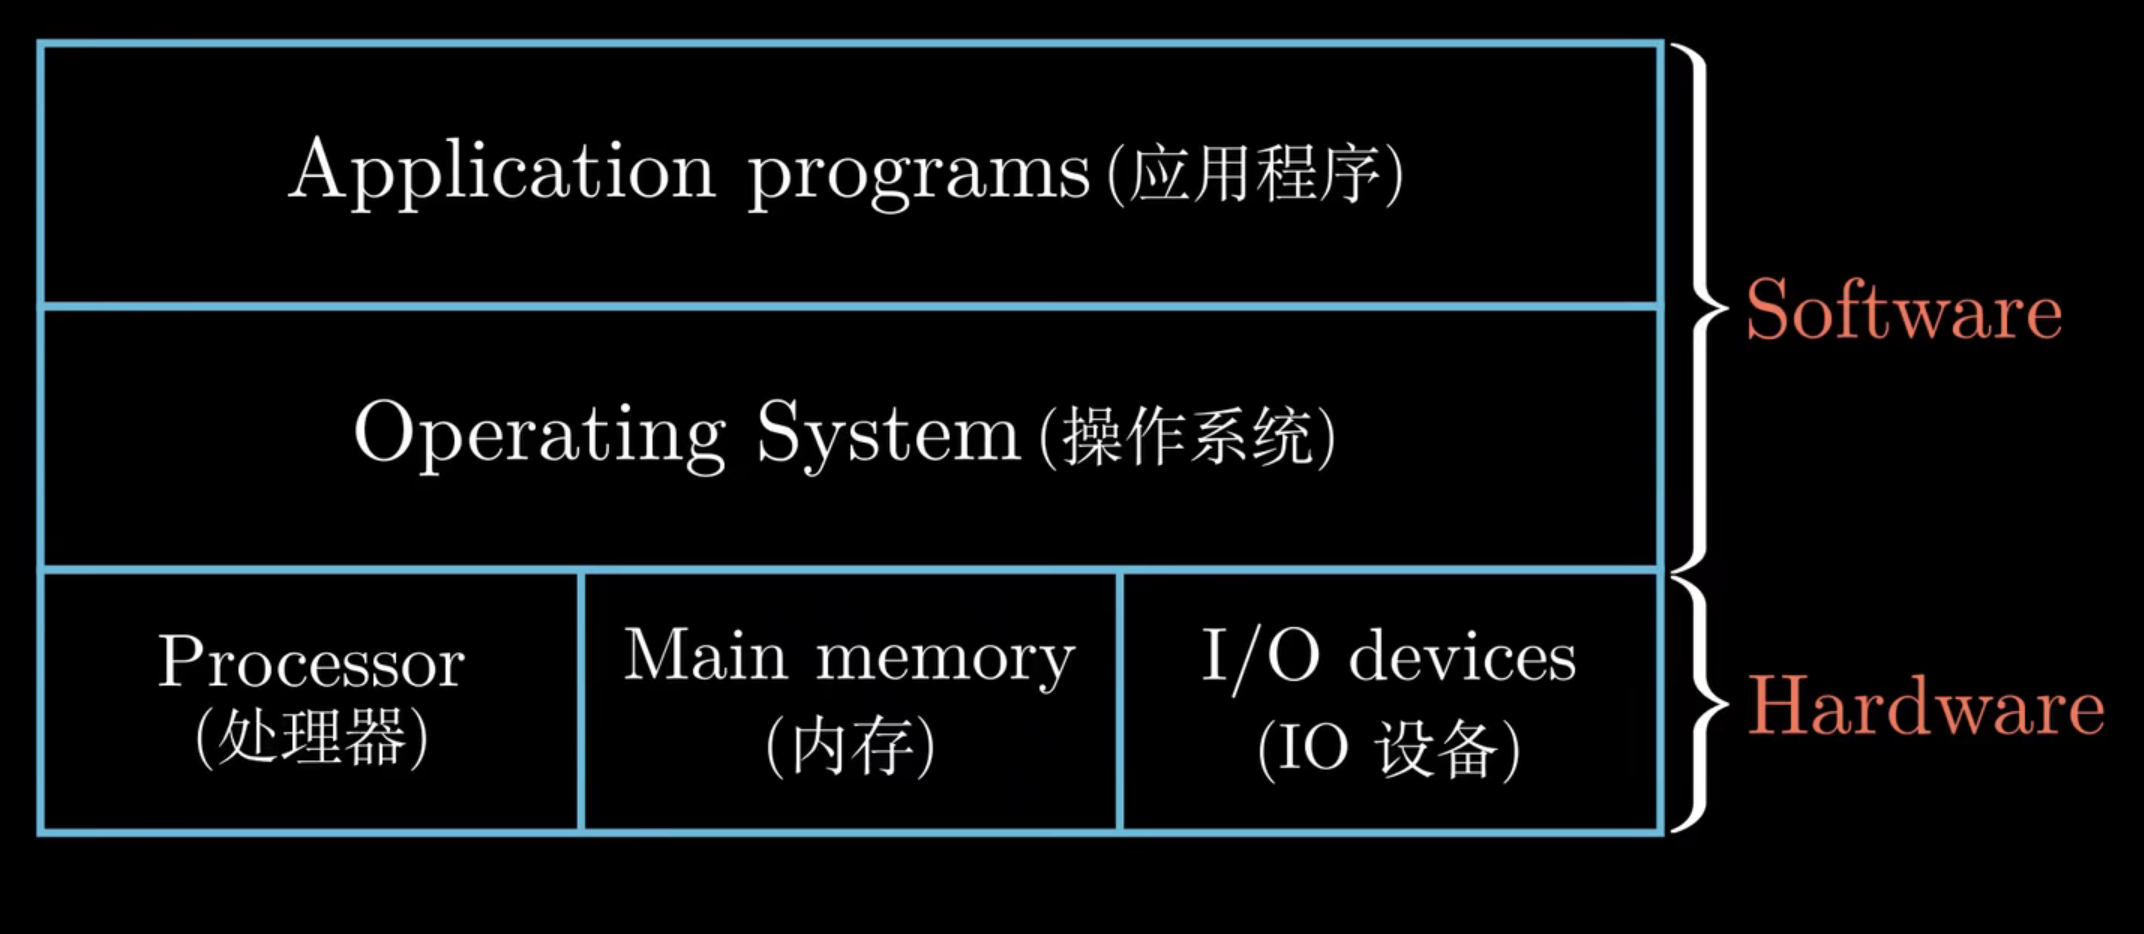 Application programs(应用程序)
Software
Operating System(操作系统)
Processor
(处理器)
Main memory
(内存)
I/O devices
(IO 设备)
Hardware